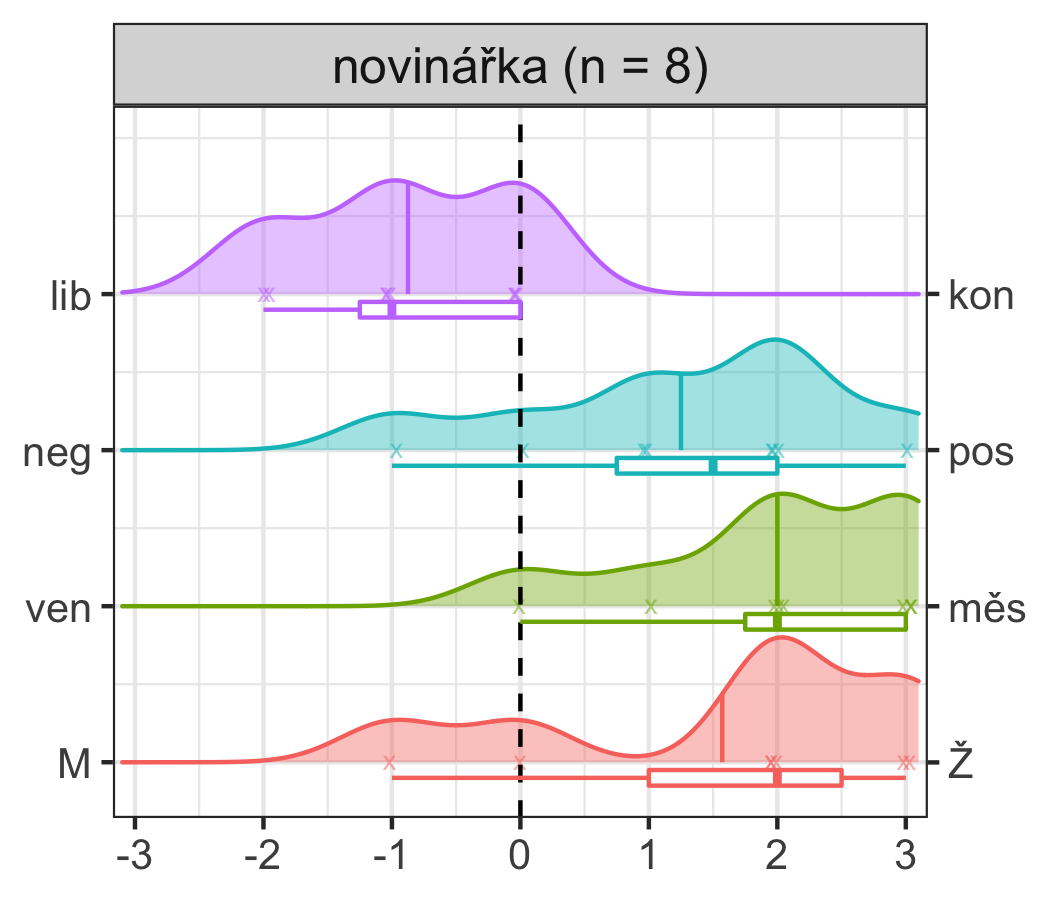 novinářka (n = 8)
lib kon
neg pos
ven měs
M Ž
-3 -2 -1 0 1 2 3